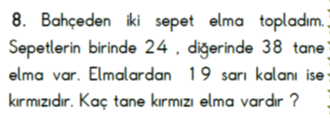 8. Bahçeden iki sepet elma topladım.
Sepetlerin birinde 24 , diğerinde 38 tane
elma var. Elmalardan 19 sarı kalanı ise
kırmızıdır. Kaç tane kırmızı elma vardır ?